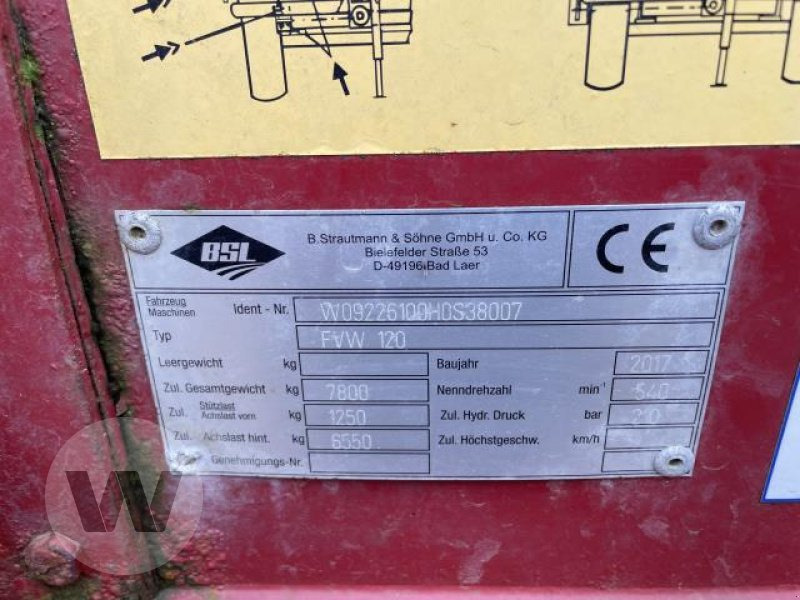 BSL
B.Strautmann & Söhne GmbH u. Co. KG
Bielefelder Straße 53
D-49196 Bad Laer
CE
Fahrzeug Maschinen Ident - Nr. W09226100H0S38007
Typ FVW 120
Leergewicht kg Baujahr 2017
Zul. Gesamtgewicht kg 7800 Nenndrehzahl min⁻¹ 540
Zul. Stützlast Achslast vorn kg 1250 Zul. Hydr. Druck bar 210
Zul. Achslast hint. kg 6550 Zul. Höchstgeschw. km/h
Genehmigungs-Nr.
W